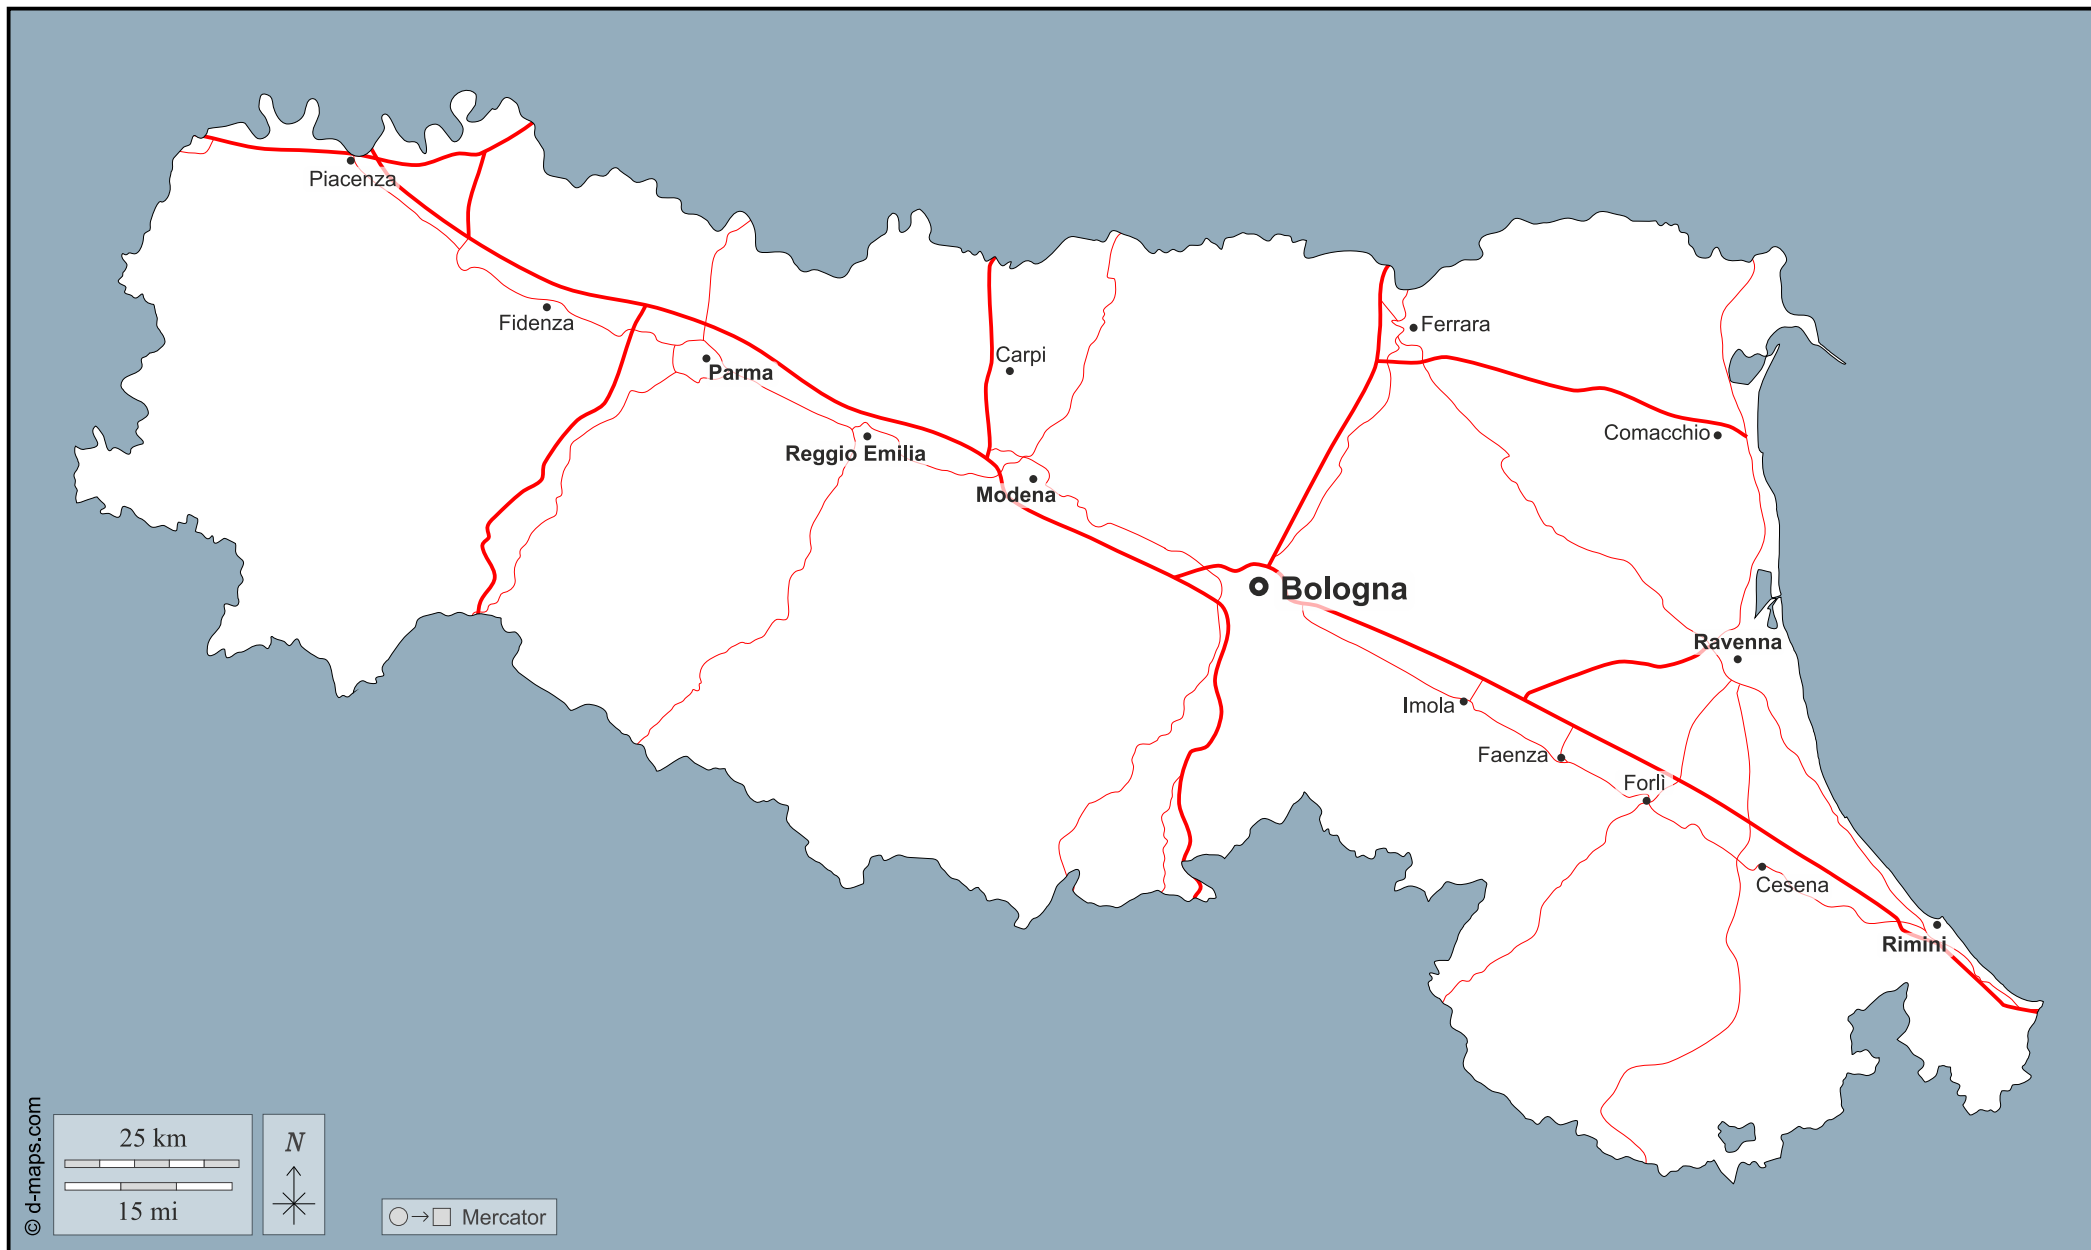 Piacenza
Fidenza
Parma
Carpi
Ferrara
Reggio Emilia
Comacchio
Modena
Bologna
Ravenna
Imola
Faenza
Forlì
Cesena
Rimini
© d-maps.com
25 km
15 mi
N
Mercator